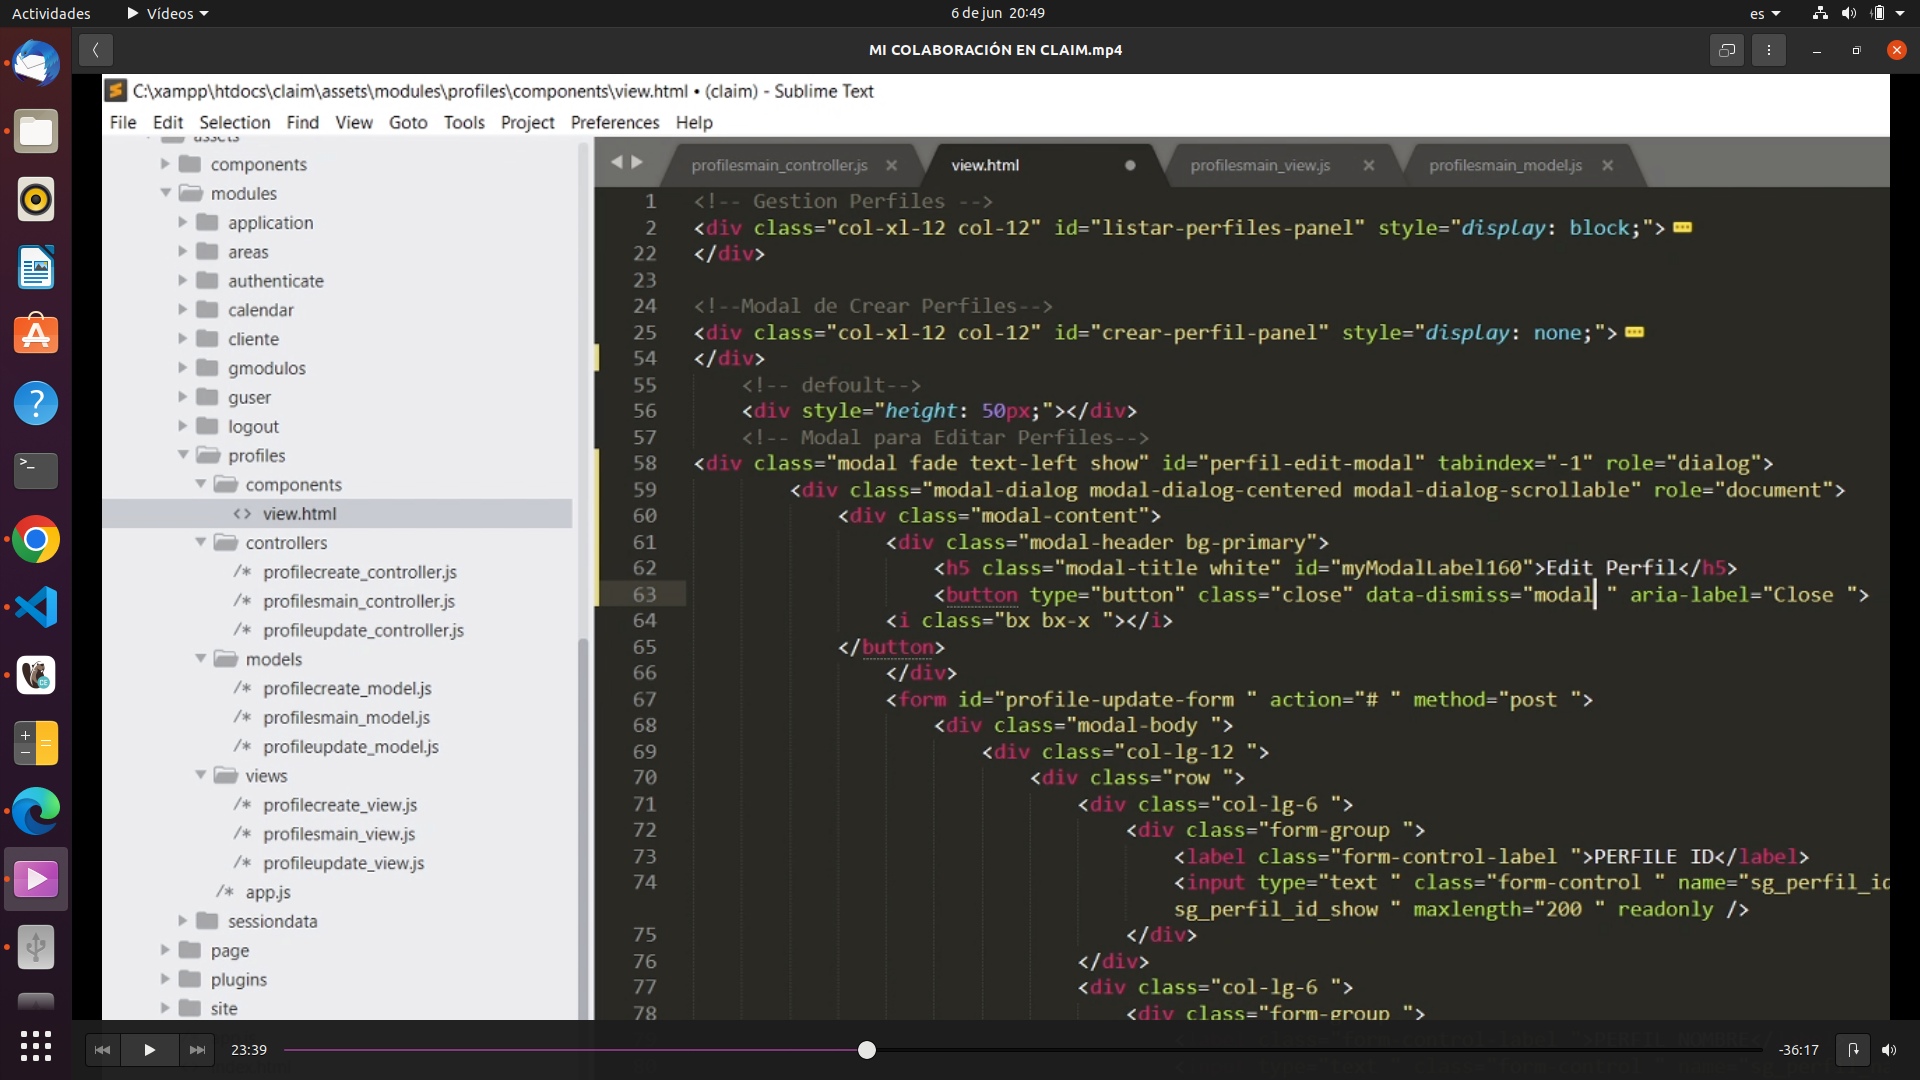 Actividades
Vídeos
6 de jun 20:49
es
MI COLABORACIÓN EN CLAIM.mp4
C:\xampp\htdocs\claim\assets\modules\profiles\components\view.html • (claim) - Sublime Text
File Edit Selection Find View Goto Tools Project Preferences Help
assets
components
modules
application
areas
authenticate
calendar
cliente
gmodulos
guser
logout
profiles
components
<> view.html
controllers
/* profilecreate_controller.js
/* profilesmain_controller.js
/* profileupdate_controller.js
models
/* profilecreate_model.js
/* profilesmain_model.js
/* profileupdate_model.js
views
/* profilecreate_view.js
/* profilesmain_view.js
/* profileupdate_view.js
/* app.js
sessiondata
page
plugins
site
profilesmain_controller.js
view.html
profilesmain_view.js
profilesmain_model.js
1 <!-- Gestion Perfiles -->
2 <div class="col-xl-12 col-12" id="listar-perfiles-panel" style="display: block;">
22 </div>
23
24 <!--Modal de Crear Perfiles-->
25 <div class="col-xl-12 col-12" id="crear-perfil-panel" style="display: none;">
54 </div>
55 <!-- defoult-->
56 <div style="height: 50px;"></div>
57 <!-- Modal para Editar Perfiles-->
58 <div class="modal fade text-left show" id="perfil-edit-modal" tabindex="-1" role="dialog">
59 <div class="modal-dialog modal-dialog-centered modal-dialog-scrollable" role="document">
60 <div class="modal-content">
61 <div class="modal-header bg-primary">
62 <h5 class="modal-title white" id="myModalLabel160">Edit Perfil</h5>
63 <button type="button" class="close" data-dismiss="modal " aria-label="Close ">
64 <i class="bx bx-x "></i>
65 </button>
66 </div>
67 <form id="profile-update-form " action="# " method="post ">
68 <div class="modal-body ">
69 <div class="col-lg-12 ">
70 <div class="row ">
71 <div class="col-lg-6 ">
72 <div class="form-group ">
73 <label class="form-control-label ">PERFILE ID</label>
74 <input type="text " class="form-control " name="sg_perfil_id
sg_perfil_id_show " maxlength="200 " readonly />
75 </div>
76 </div>
77 <div class="col-lg-6 ">
78 <div class="form-group ">
23:39
-36:17